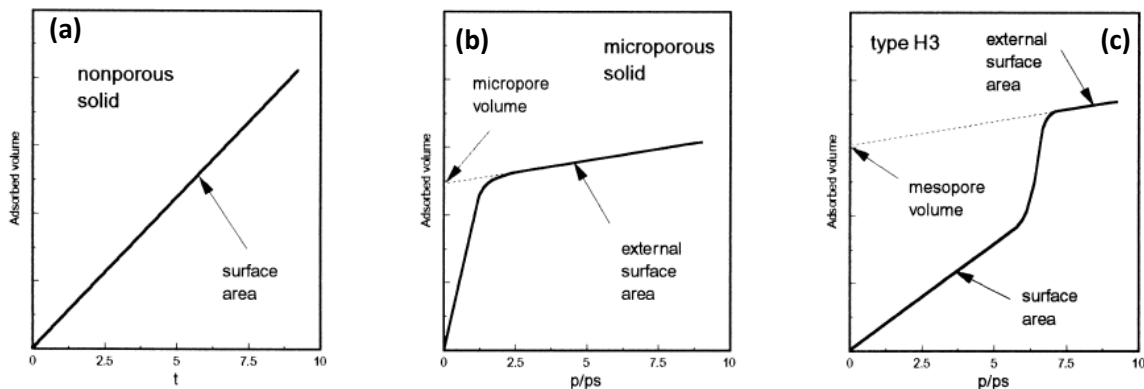 (a)
nonporous
solid
surface
area
Adsorbed volume
0
2.5
5
7.5
10
t
(b)
microporous
solid
micropore
volume
external
surface
area
Adsorbed volume
0
2.5
5
7.5
10
p/ps
type H3
external
surface
area
(c)
mesopore
volume
surface
area
Adsorbed volume
0
2.5
5
7.5
10
p/ps